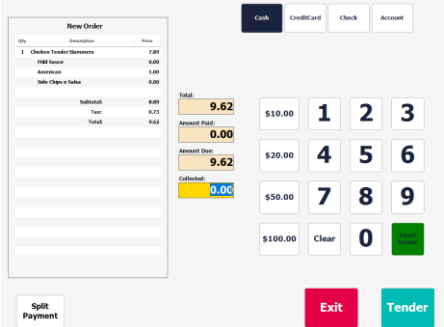 New Order
Qty Description Price
1 Chicken Tender Slammers 7.89
Mild Sauce 0.00
American 1.00
Side Chips n Salsa 0.00
Subtotal: 8.89
Tax: 0.73
Total: 9.62
Cash CreditCard Check Account
Total:
9.62
Amount Paid:
0.00
Amount Due:
9.62
Collected:
0.00
$10.00 1 2 3
$20.00 4 5 6
$50.00 7 8 9
$100.00 Clear 0 Exact
Tender
Split
Payment
Exit Tender